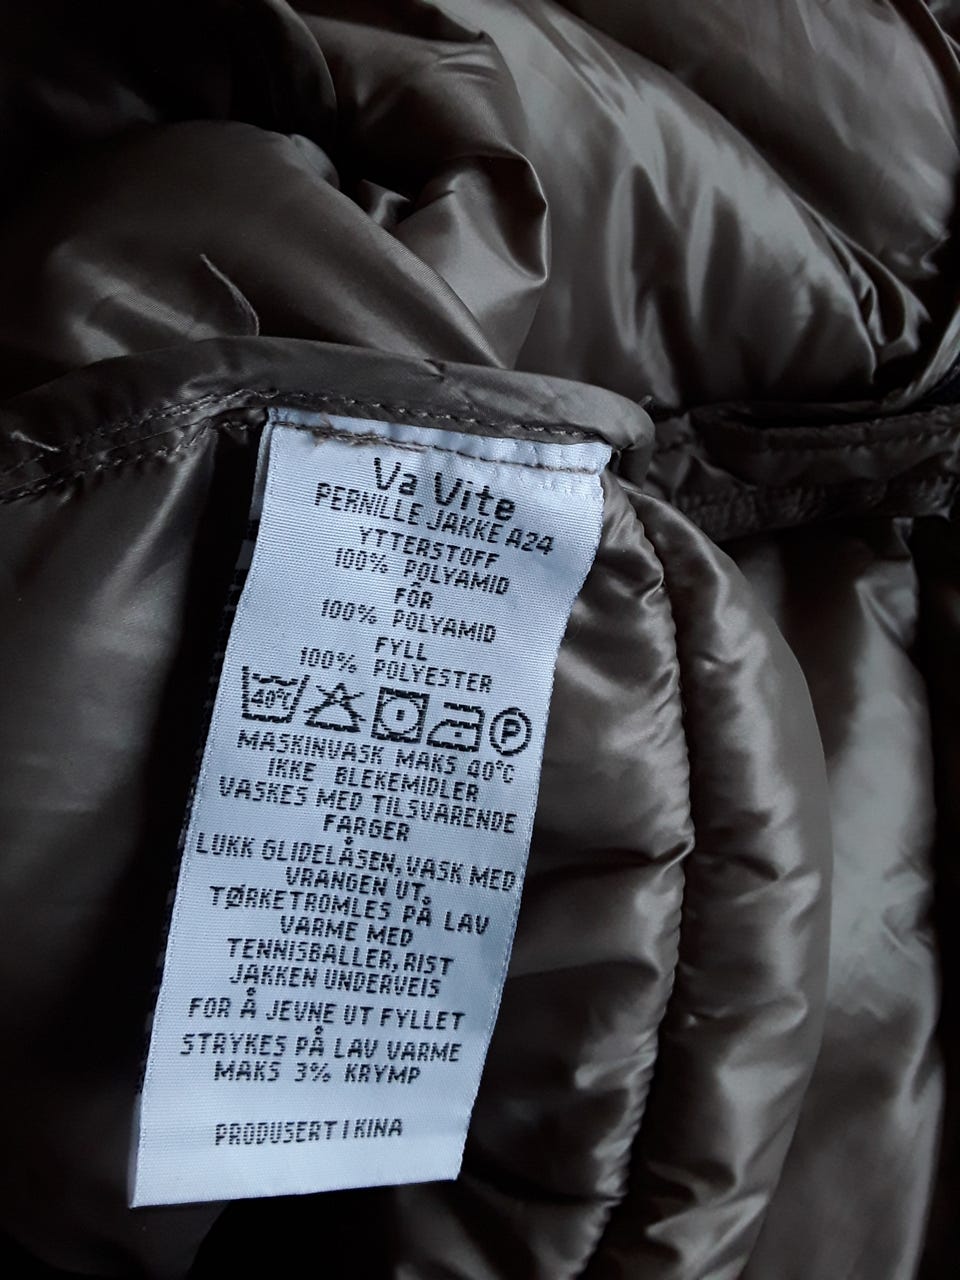 Va Vite
PERNILLE JAKKE A24
YTTERSTOFF
100% POLYAMID
FÔR
100% POLYAMID
FYLL
100% POLYESTER
40°C P
MASKINVASK MAKS 40°C
IKKE BLEKEMIDLER
VASKES MED TILSVARENDE
FARGER
LUKK GLIDELÅSEN, VASK MED
VRANGEN UT,
TØRKETROMLES PÅ LAV
VARME MED
TENNISBALLER, RIST
JAKKEN UNDERVEIS
FOR Å JEVNE UT FYLLET
STRYKES PÅ LAV VARME
MAKS 3% KRYMP
PRODUSERT I KINA